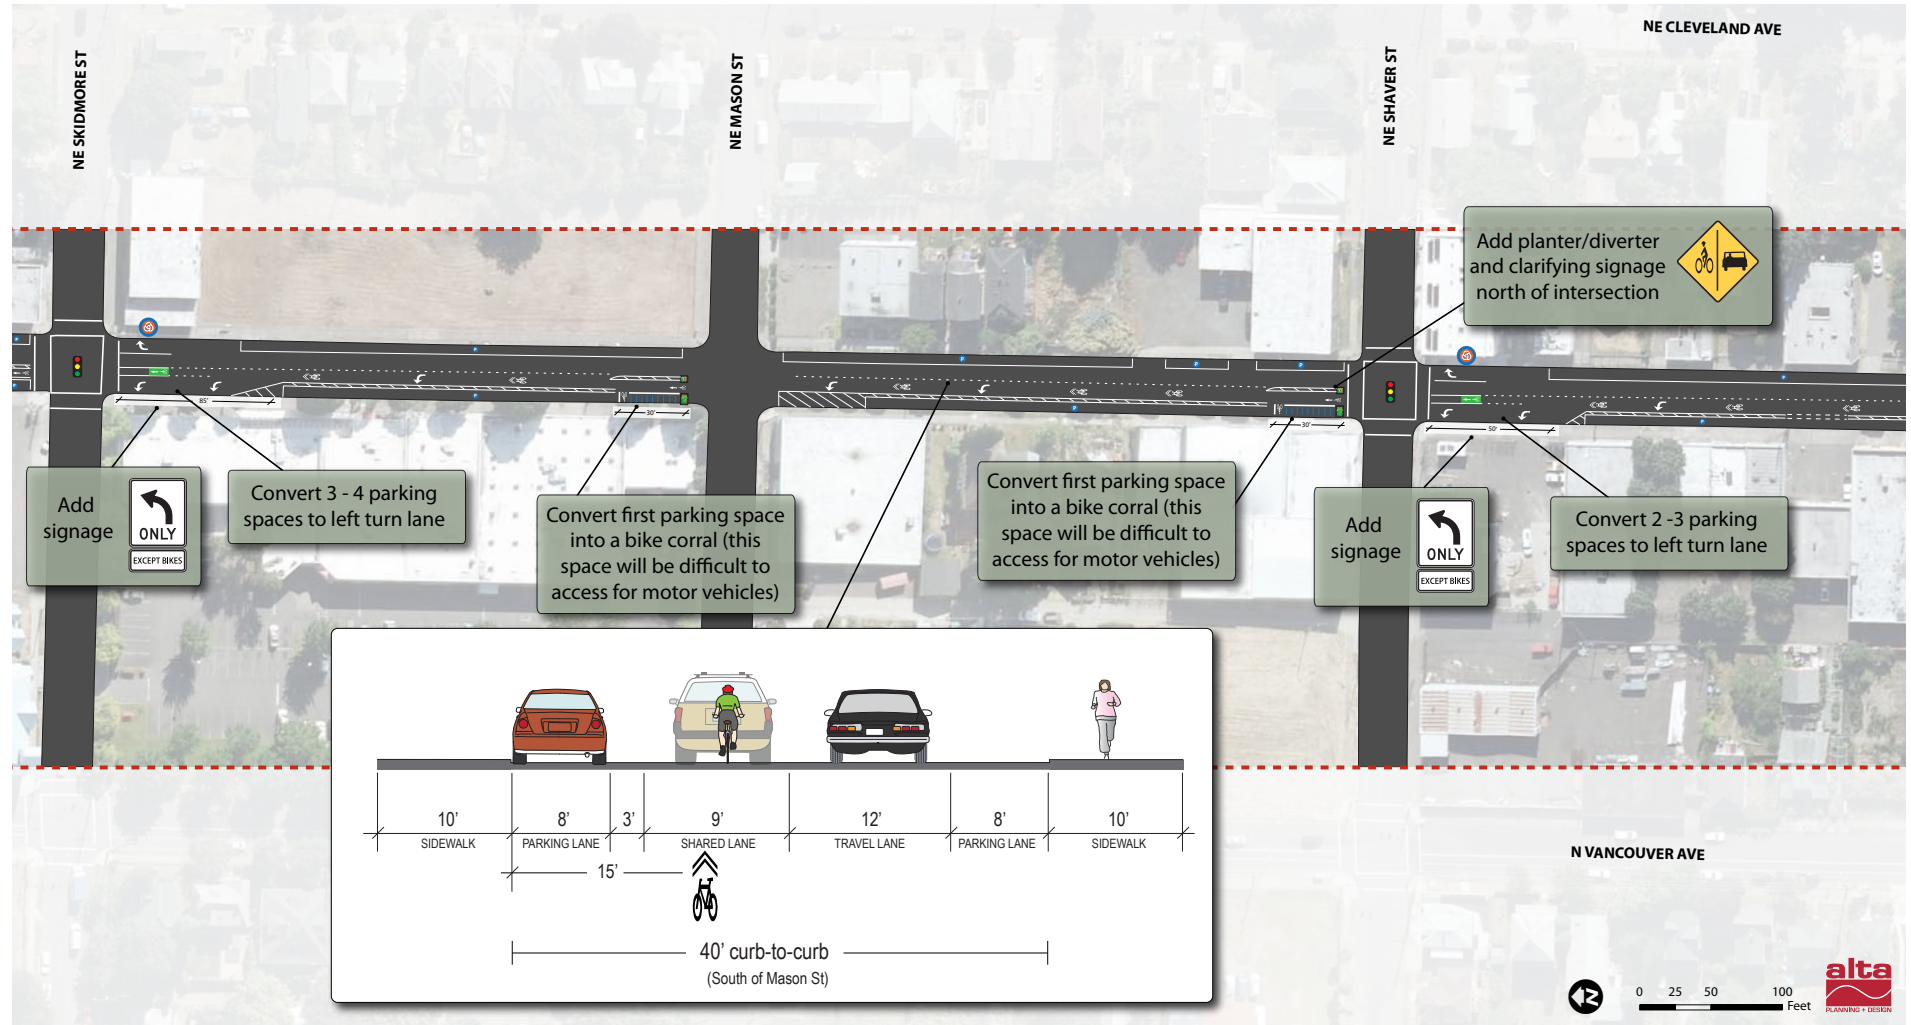 NE CLEVELAND AVE
NE SKIDMORE ST
NE MASON ST
NE SHAVER ST
Add planter/diverter
and clarifying signage
north of intersection
P
P
P
P
P
P
P
P
85'
30'
30'
50'
Add
signage
ONLY
EXCEPT BIKES
Convert 3 - 4 parking
spaces to left turn lane
Convert first parking space
into a bike corral (this
space will be difficult to
access for motor vehicles)
Convert first parking space
into a bike corral (this
space will be difficult to
access for motor vehicles)
Add
signage
ONLY
EXCEPT BIKES
Convert 2 -3 parking
spaces to left turn lane
10’ 8’ 3’ 9’ 12’ 8’ 10’
SIDEWALK PARKING LANE SHARED LANE TRAVEL LANE PARKING LANE SIDEWALK
15’
40’ curb-to-curb
(South of Mason St)
N VANCOUVER AVE
N
0 25 50 100
Feet
alta
PLANNING + DESIGN